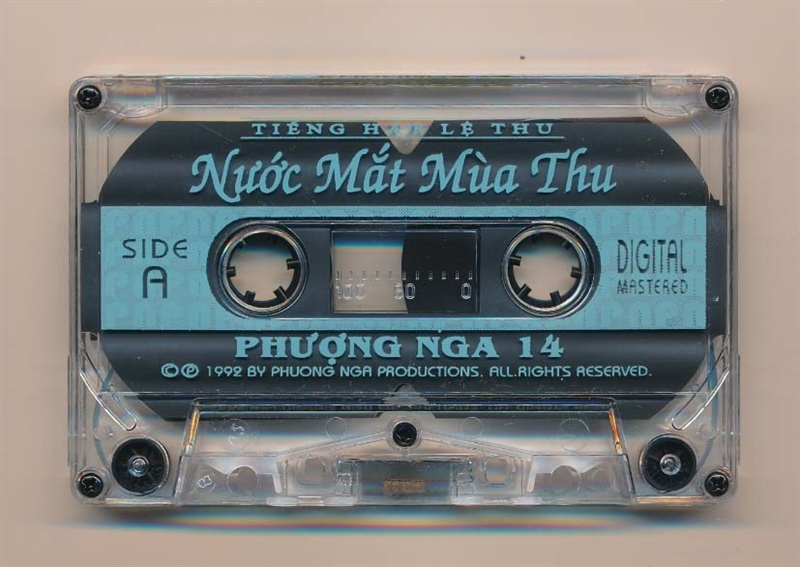 TIẾNG HÁT LỆ THU
Nước Mắt Mùa Thu
SIDE A
DIGITAL MASTERED
100 50 0
PHƯỢNG NGA 14
©℗ 1992 BY PHUONG NGA PRODUCTIONS. ALL.RIGHTS RESERVED.